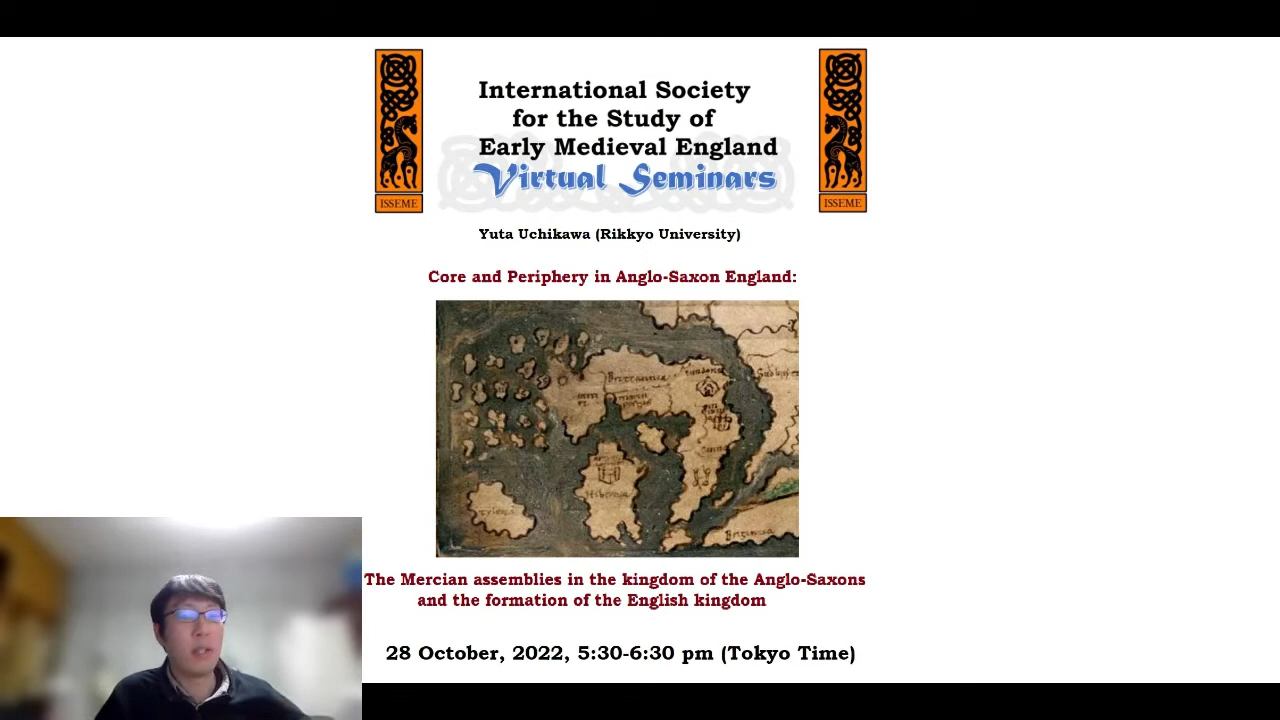 International Society
for the Study of
Early Medieval England
Virtual Seminars
ISSEME
ISSEME
Yuta Uchikawa (Rikkyo University)
Core and Periphery in Anglo-Saxon England:
Brittannia
Hibernia
The Mercian assemblies in the kingdom of the Anglo-Saxons
and the formation of the English kingdom
28 October, 2022, 5:30-6:30 pm (Tokyo Time)